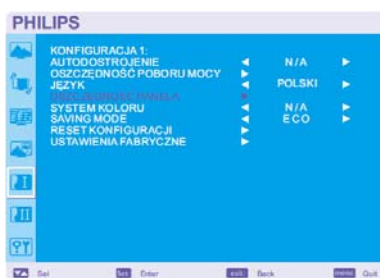 PHILIPS
KONFIGURACJA 1:
AUTODOSTROJENIE N/A
OSZCZĘDNOŚĆ POBORU MOCY
JĘZYK POLSKI
OSZCZĘDNOŚĆ PANELA
SYSTEM KOLORU N/A
SAVING MODE ECO
RESET KONFIGURACJI
USTAWIENIA FABRYCZNE
Sel Set Enter exit Back menu Quit